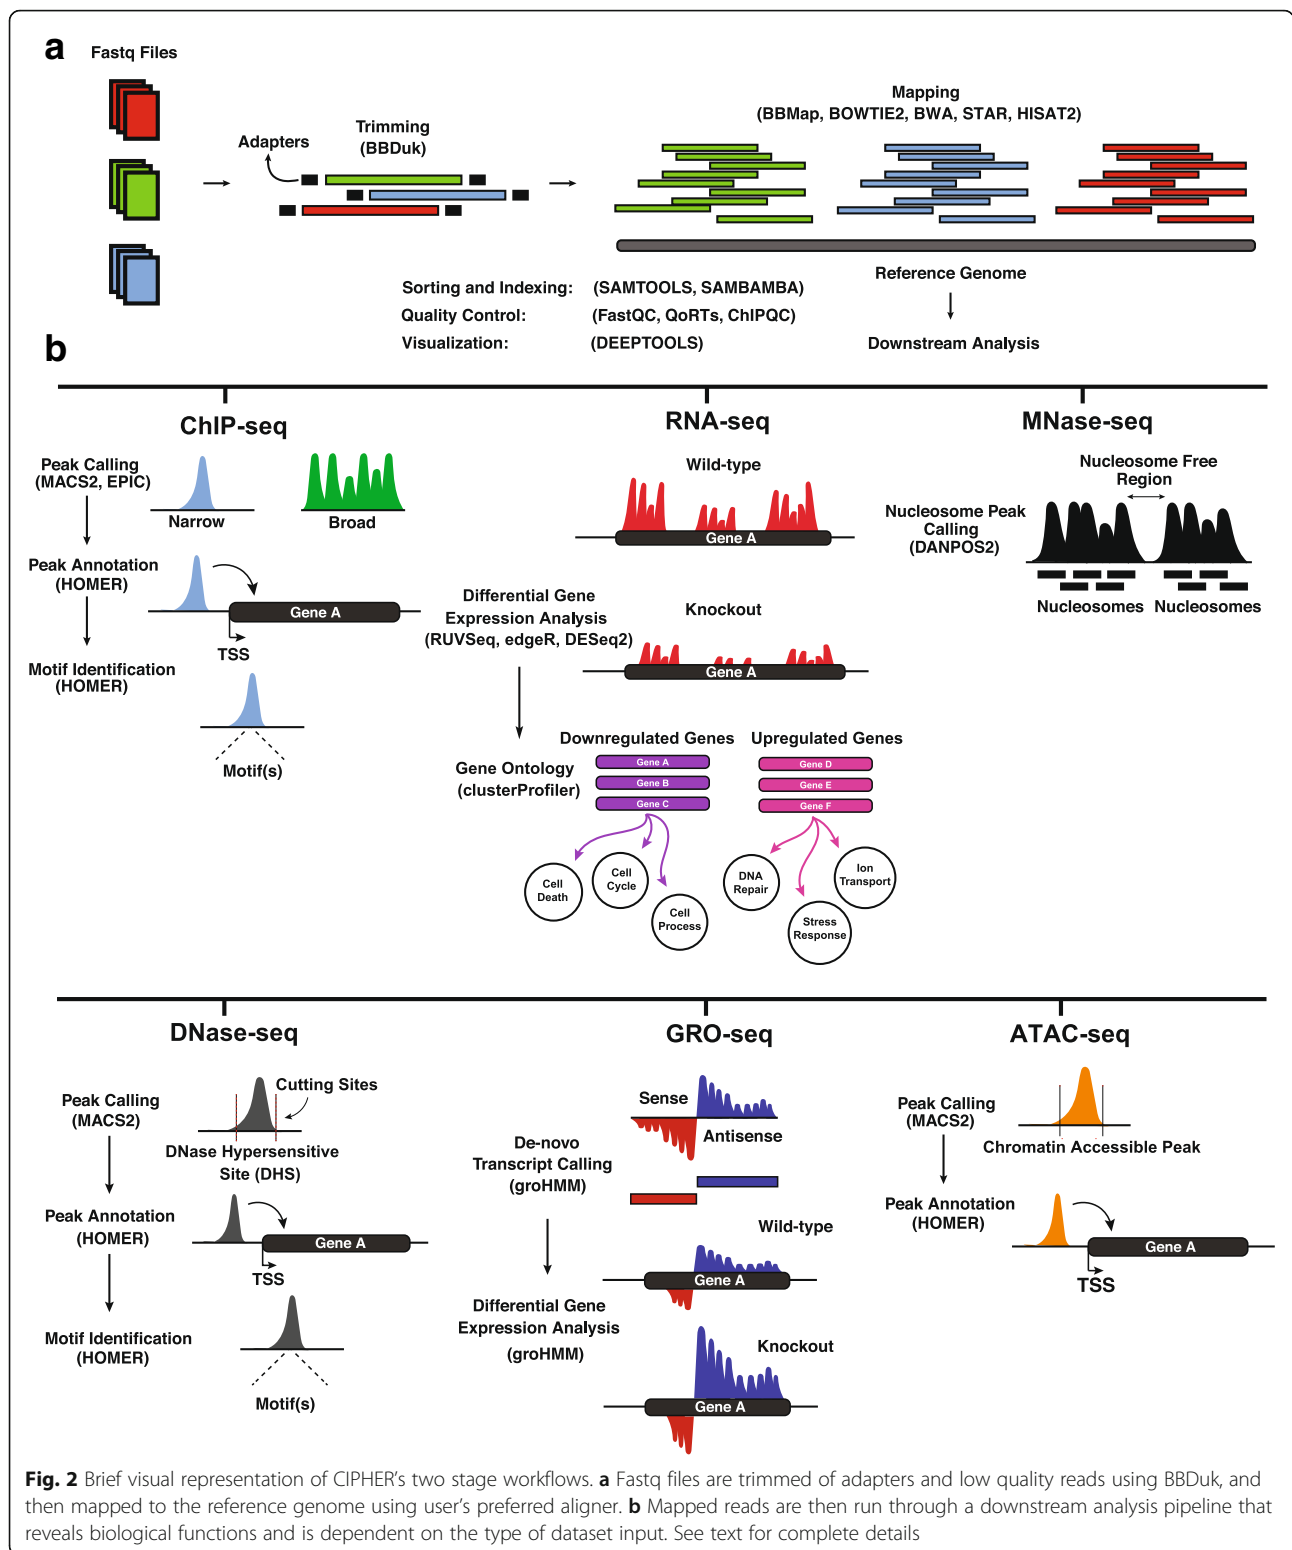 a
Fastq Files
Adapters
Trimming
(BBDuk)
Mapping
(BBMap, BOWTIE2, BWA, STAR, HISAT2)
Reference Genome
Sorting and Indexing: (SAMTOOLS, SAMBAMBA)
Quality Control: (FastQC, QoRTs, ChIPQC)
Visualization: (DEEPTOOLS)
Downstream Analysis
b
ChIP-seq
Peak Calling
(MACS2, EPIC)
Narrow
Broad
Peak Annotation
(HOMER)
Gene A
TSS
Motif Identification
(HOMER)
Motif(s)
RNA-seq
Wild-type
Gene A
Differential Gene
Expression Analysis
(RUVSeq, edgeR, DESeq2)
Knockout
Gene A
Gene Ontology
(clusterProfiler)
Downregulated Genes
Gene A
Gene B
Gene C
Cell
Death
Cell
Cycle
Cell
Process
Upregulated Genes
Gene D
Gene E
Gene F
DNA
Repair
Stress
Response
Ion
Transport
MNase-seq
Nucleosome Free
Region
Nucleosome Peak
Calling
(DANPOS2)
Nucleosomes Nucleosomes
DNase-seq
Peak Calling
(MACS2)
Cutting Sites
DNase Hypersensitive
Site (DHS)
Peak Annotation
(HOMER)
Gene A
TSS
Motif Identification
(HOMER)
Motif(s)
GRO-seq
Sense
Antisense
De-novo
Transcript Calling
(groHMM)
Wild-type
Gene A
Differential Gene
Expression Analysis
(groHMM)
Knockout
Gene A
ATAC-seq
Peak Calling
(MACS2)
Chromatin Accessible Peak
Peak Annotation
(HOMER)
Gene A
TSS
Fig. 2 Brief visual representation of CIPHER's two stage workflows. a Fastq files are trimmed of adapters and low quality reads using BBDuk, and
then mapped to the reference genome using user's preferred aligner. b Mapped reads are then run through a downstream analysis pipeline that
reveals biological functions and is dependent on the type of dataset input. See text for complete details